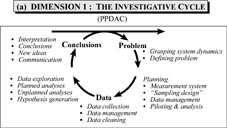 (a) DIMENSION 1 : THE INVESTIGATIVE CYCLE
(PPDAC)
• Interpretation
• Conclusions
• New ideas
• Communication
Conclusions
Problem
• Grasping system dynamics
• Defining problem
• Data exploration
• Planned analyses
• Unplanned analyses
• Hypothesis generation
Planning
• Measurement system
• “Sampling design”
• Data management
• Piloting & analysis
Data
• Data collection
• Data management
• Data cleaning